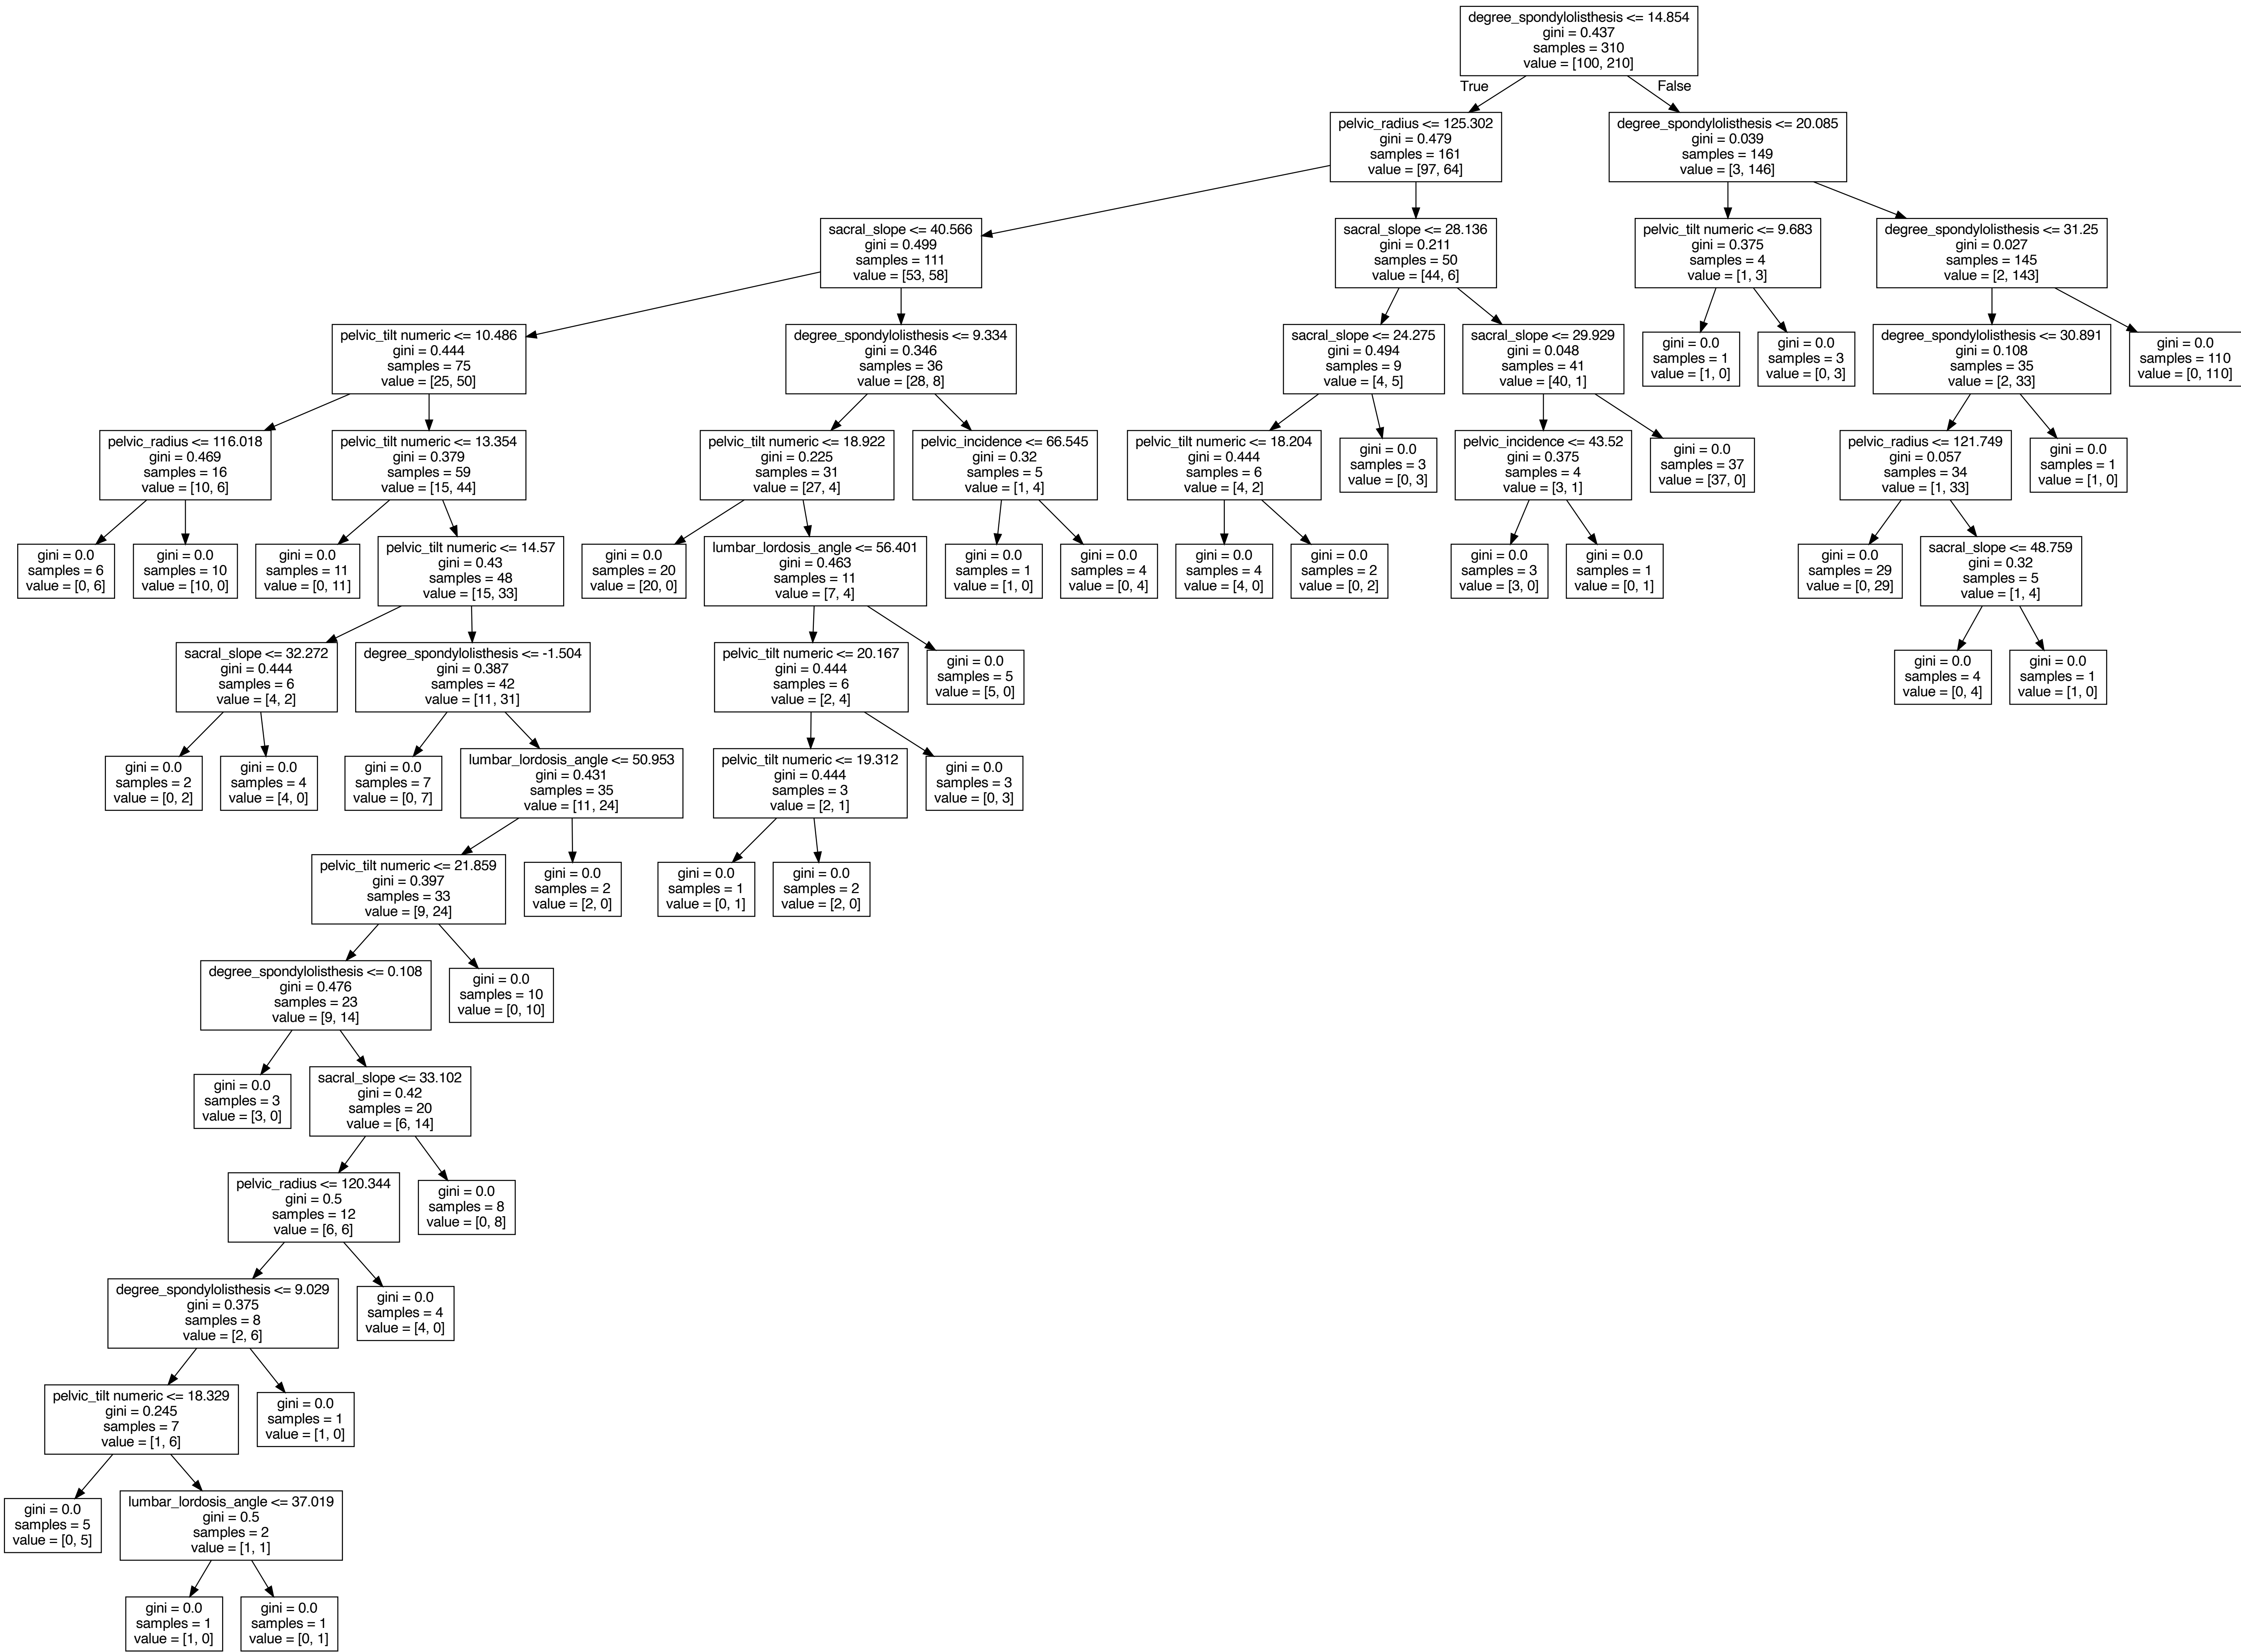 degree_spondylolisthesis <= 14.854
gini = 0.437
samples = 310
value = [100, 210]
True
False
pelvic_radius <= 125.302
gini = 0.479
samples = 161
value = [97, 64]
degree_spondylolisthesis <= 20.085
gini = 0.039
samples = 149
value = [3, 146]
sacral_slope <= 40.566
gini = 0.499
samples = 111
value = [53, 58]
sacral_slope <= 28.136
gini = 0.211
samples = 50
value = [44, 6]
pelvic_tilt numeric <= 9.683
gini = 0.375
samples = 4
value = [1, 3]
degree_spondylolisthesis <= 31.25
gini = 0.027
samples = 145
value = [2, 143]
pelvic_tilt numeric <= 10.486
gini = 0.444
samples = 75
value = [25, 50]
degree_spondylolisthesis <= 9.334
gini = 0.346
samples = 36
value = [28, 8]
sacral_slope <= 24.275
gini = 0.494
samples = 9
value = [4, 5]
sacral_slope <= 29.929
gini = 0.048
samples = 41
value = [40, 1]
gini = 0.0
samples = 1
value = [1, 0]
gini = 0.0
samples = 3
value = [0, 3]
degree_spondylolisthesis <= 30.891
gini = 0.108
samples = 35
value = [2, 33]
gini = 0.0
samples = 110
value = [0, 110]
pelvic_radius <= 116.018
gini = 0.469
samples = 16
value = [10, 6]
pelvic_tilt numeric <= 13.354
gini = 0.379
samples = 59
value = [15, 44]
pelvic_tilt numeric <= 18.922
gini = 0.225
samples = 31
value = [27, 4]
pelvic_incidence <= 66.545
gini = 0.32
samples = 5
value = [1, 4]
pelvic_tilt numeric <= 18.204
gini = 0.444
samples = 6
value = [4, 2]
gini = 0.0
samples = 3
value = [0, 3]
pelvic_incidence <= 43.52
gini = 0.375
samples = 4
value = [3, 1]
gini = 0.0
samples = 37
value = [37, 0]
pelvic_radius <= 121.749
gini = 0.057
samples = 34
value = [1, 33]
gini = 0.0
samples = 1
value = [1, 0]
gini = 0.0
samples = 6
value = [0, 6]
gini = 0.0
samples = 10
value = [10, 0]
gini = 0.0
samples = 11
value = [0, 11]
pelvic_tilt numeric <= 14.57
gini = 0.43
samples = 48
value = [15, 33]
gini = 0.0
samples = 20
value = [20, 0]
lumbar_lordosis_angle <= 56.401
gini = 0.463
samples = 11
value = [7, 4]
gini = 0.0
samples = 1
value = [1, 0]
gini = 0.0
samples = 4
value = [0, 4]
gini = 0.0
samples = 4
value = [4, 0]
gini = 0.0
samples = 2
value = [0, 2]
gini = 0.0
samples = 3
value = [3, 0]
gini = 0.0
samples = 1
value = [0, 1]
gini = 0.0
samples = 29
value = [0, 29]
sacral_slope <= 48.759
gini = 0.32
samples = 5
value = [1, 4]
sacral_slope <= 32.272
gini = 0.444
samples = 6
value = [4, 2]
degree_spondylolisthesis <= -1.504
gini = 0.387
samples = 42
value = [11, 31]
pelvic_tilt numeric <= 20.167
gini = 0.444
samples = 6
value = [2, 4]
gini = 0.0
samples = 5
value = [5, 0]
gini = 0.0
samples = 4
value = [0, 4]
gini = 0.0
samples = 1
value = [1, 0]
gini = 0.0
samples = 2
value = [0, 2]
gini = 0.0
samples = 4
value = [4, 0]
gini = 0.0
samples = 7
value = [0, 7]
lumbar_lordosis_angle <= 50.953
gini = 0.431
samples = 35
value = [11, 24]
pelvic_tilt numeric <= 19.312
gini = 0.444
samples = 3
value = [2, 1]
gini = 0.0
samples = 3
value = [0, 3]
pelvic_tilt numeric <= 21.859
gini = 0.397
samples = 33
value = [9, 24]
gini = 0.0
samples = 2
value = [2, 0]
gini = 0.0
samples = 1
value = [0, 1]
gini = 0.0
samples = 2
value = [2, 0]
degree_spondylolisthesis <= 0.108
gini = 0.476
samples = 23
value = [9, 14]
gini = 0.0
samples = 10
value = [0, 10]
gini = 0.0
samples = 3
value = [3, 0]
sacral_slope <= 33.102
gini = 0.42
samples = 20
value = [6, 14]
pelvic_radius <= 120.344
gini = 0.5
samples = 12
value = [6, 6]
gini = 0.0
samples = 8
value = [0, 8]
degree_spondylolisthesis <= 9.029
gini = 0.375
samples = 8
value = [2, 6]
gini = 0.0
samples = 4
value = [4, 0]
pelvic_tilt numeric <= 18.329
gini = 0.245
samples = 7
value = [1, 6]
gini = 0.0
samples = 1
value = [1, 0]
gini = 0.0
samples = 5
value = [0, 5]
lumbar_lordosis_angle <= 37.019
gini = 0.5
samples = 2
value = [1, 1]
gini = 0.0
samples = 1
value = [1, 0]
gini = 0.0
samples = 1
value = [0, 1]